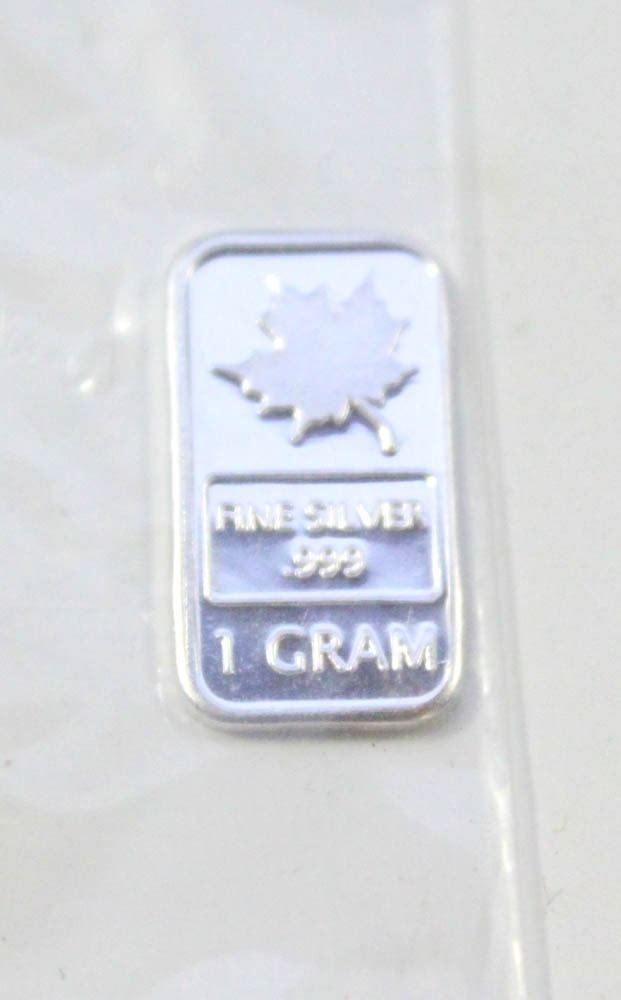 FINE SILVER
.999
1 GRAM